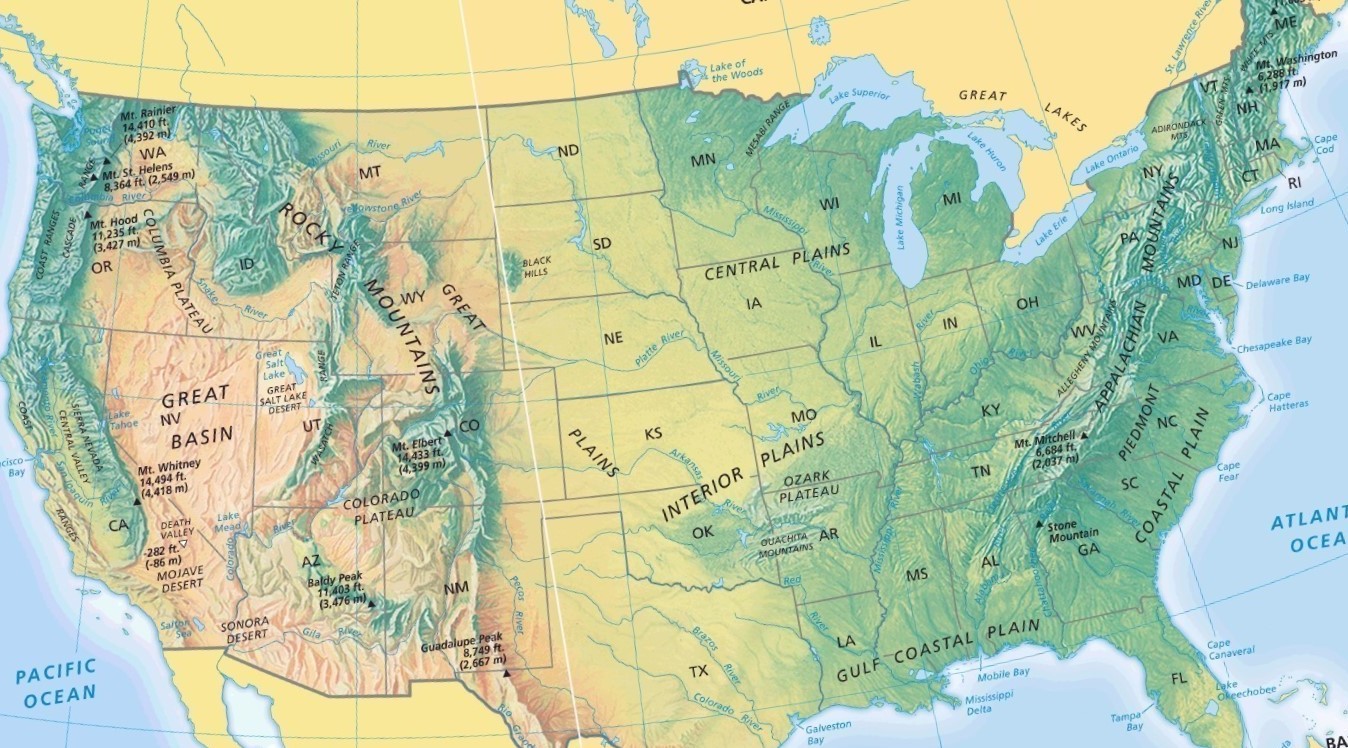 CA
Lake of
the Woods
Lake Superior
GREAT
LAKES
St. Lawrence River
ME
WHITE MTS.
Mt. Washington
6,288 ft.
(1,917 m)
VT
GREEN MTS.
NH
ADIRONDACK
MTS.
MA
Cape
Cod
CT
RI
NY
Long Island
Lake Ontario
Lake Huron
Lake Erie
Lake Michigan
MESABI RANGE
Mt. Rainier
14,410 ft.
(4,392 m)
WA
Mt. St. Helens
8,364 ft. (2,549 m)
RANGE
Columbia River
Mt. Hood
11,235 ft.
(3,427 m)
COAST RANGES
CASCADE
OR
COLUMBIA PLATEAU
ID
Snake
River
Missouri
River
MT
Yellowstone River
ROCKY
MOUNTAINS
TETON RANGE
WY
GREAT
PLAINS
ND
SD
BLACK
HILLS
MN
Mississippi
River
WI
MI
CENTRAL PLAINS
IA
NE
Platte River
Missouri
River
IL
IN
OH
River
Wabash
Ohio
River
PA
NJ
MD
DE
Delaware Bay
WV
VA
Chesapeake Bay
ALLEGHENY MOUNTAINS
APPALACHIAN
MOUNTAINS
PIEDMONT
KY
NC
Cape
Hatteras
Great
Salt
Lake
GREAT
SALT LAKE
DESERT
WASATCH
RANGE
UT
GREAT
NV
BASIN
Lake
Tahoe
COAST
RANGES
SIERRA NEVADA
CENTRAL VALLEY
San Joaquin
River
cisco
Bay
Mt. Whitney
14,494 ft.
(4,418 m)
CA
DEATH
VALLEY
-282 ft.
(-86 m)
MOJAVE
DESERT
Lake
Mead
Colorado
River
Salton
Sea
SONORA
DESERT
Gila
River
AZ
Baldy Peak
11,403 ft.
(3,476 m)
COLORADO
PLATEAU
Mt. Elbert
14,433 ft.
(4,399 m)
CO
NM
Pecos
River
Guadalupe Peak
8,749 ft.
(2,667 m)
Rio
Grande
KS
Arkansas
River
MO
INTERIOR PLAINS
OZARK
PLATEAU
OK
OUACHITA
MOUNTAINS
AR
Red
River
Mississippi
River
TX
Brazos
River
Colorado River
LA
MS
AL
Alabama
TN
Mt. Mitchell
6,684 ft.
(2,037 m)
SC
Stone
Mountain
GA
COASTAL PLAIN
Cape
Fear
GULF COASTAL PLAIN
FL
Cape
Canaveral
Lake
Okeechobee
Tampa
Bay
Mobile Bay
Mississippi
Delta
Galveston
Bay
PACIFIC
OCEAN
ATLANT
OCEA
BA